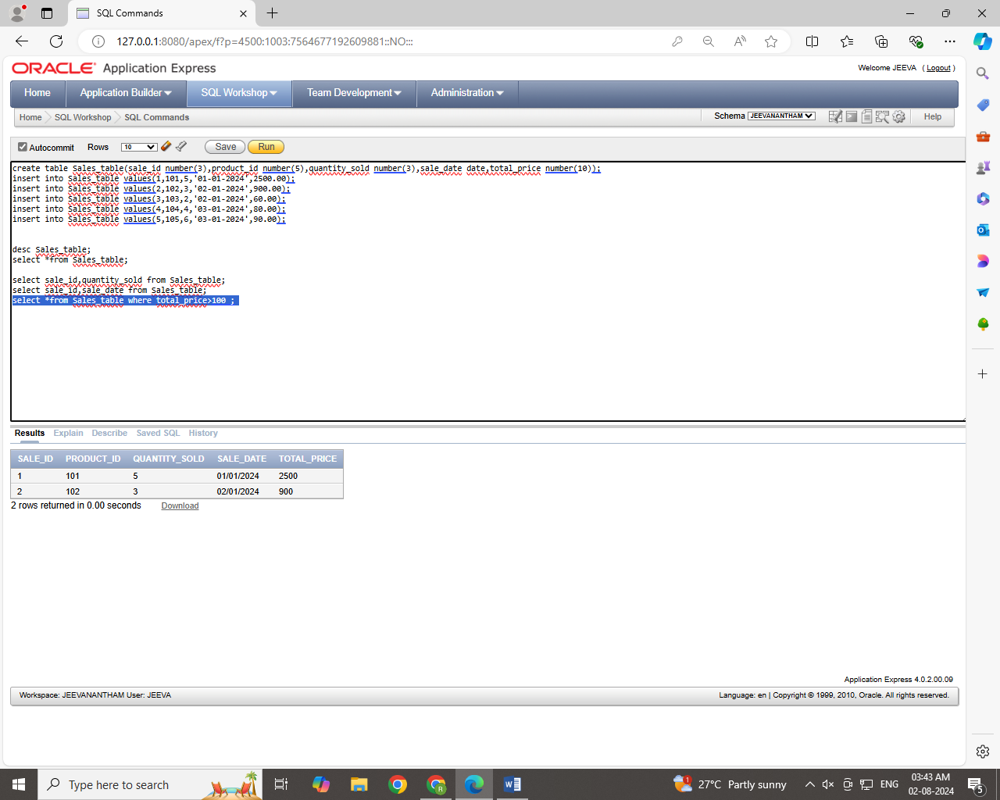 SQL Commands
127.0.0.1:8080/apex/f?p=4500:1003:7564677192609881::NO:::
ORACLE Application Express
Welcome JEEVA ( Logout )
Home Application Builder SQL Workshop Team Development Administration
Home SQL Workshop SQL Commands Schema JEEVANANTHAM Help
Autocommit Rows 10 Save Run
create table Sales_table(sale_id number(3),product_id number(5),quantity_sold number(3),sale_date date,total_price number(10));
insert into Sales_table values(1,101,5,'01-01-2024',2500.00);
insert into Sales_table values(2,102,3,'02-01-2024',900.00);
insert into Sales_table values(3,103,2,'02-01-2024',60.00);
insert into Sales_table values(4,104,4,'03-01-2024',80.00);
insert into Sales_table values(5,105,6,'03-01-2024',90.00);
desc Sales_table;
select *from Sales_table;
select sale_id,quantity_sold from Sales_table;
select sale_id,sale_date from Sales_table;
select *from Sales_table where total_price>100 ;
Results Explain Describe Saved SQL History
SALE_ID PRODUCT_ID QUANTITY_SOLD SALE_DATE TOTAL_PRICE
1 101 5 01/01/2024 2500
2 102 3 02/01/2024 900
2 rows returned in 0.00 seconds Download
Application Express 4.0.2.00.09
Workspace: JEEVANANTHAM User: JEEVA Language: en | Copyright © 1999, 2010, Oracle. All rights reserved.
Type here to search 1 27°C Partly sunny ENG 03:43 AM
02-08-2024 5